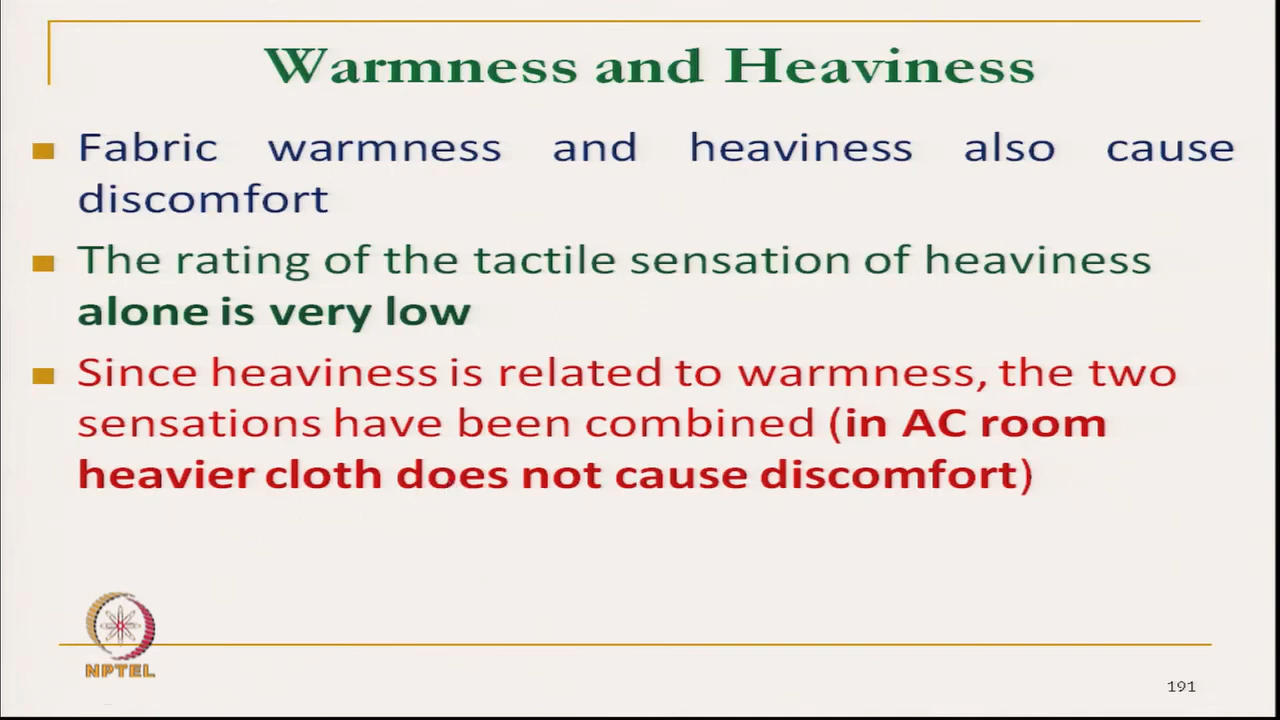 Warmness and Heaviness
Fabric warmness and heaviness also cause
discomfort
The rating of the tactile sensation of heaviness
alone is very low
Since heaviness is related to warmness, the two
sensations have been combined (in AC room
heavier cloth does not cause discomfort)
NPTEL
191